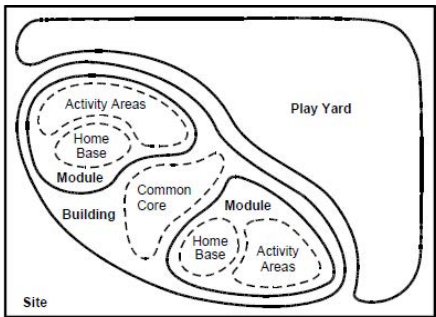 Activity Areas
Play Yard
Home
Base
Module
Common
Core
Module
Building
Home
Base
Activity
Areas
Site